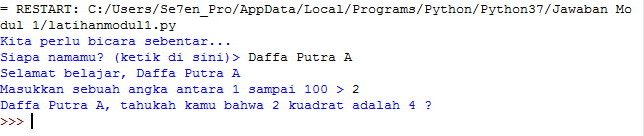 = RESTART: C:/Users/Se7en_Pro/AppData/Local/Programs/Python/Python37/Jawaban Mo
dul 1/latihanmodul1.py
Kita perlu bicara sebentar...
Siapa namamu? (ketik di sini)> Daffa Putra A
Selamat belajar, Daffa Putra A
Masukkan sebuah angka antara 1 sampai 100 > 2
Daffa Putra A, tahukah kamu bahwa 2 kuadrat adalah 4 ?
>>>